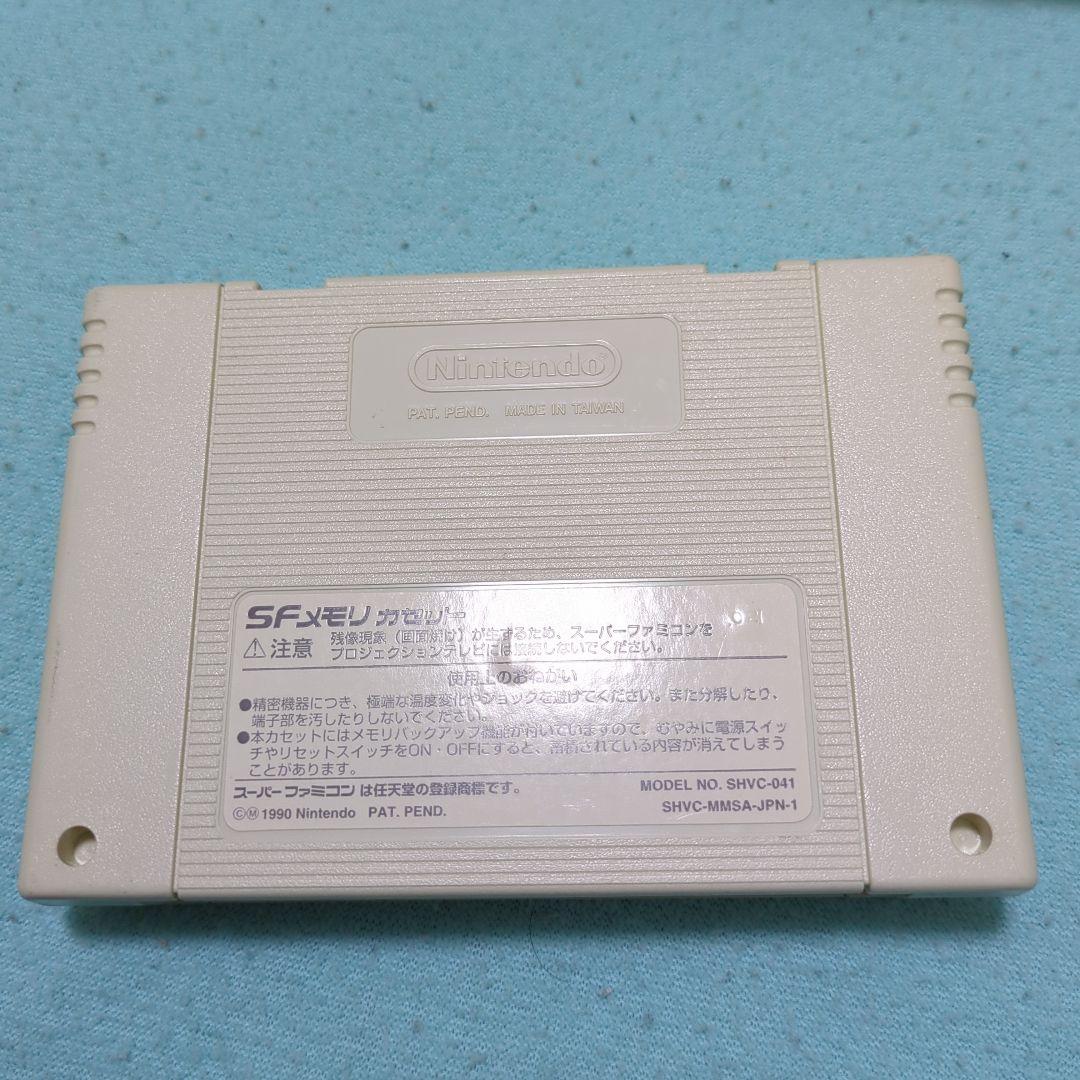 Nintendo®
PAT. PEND. MADE IN TAIWAN
SFメモリ カセット
注意 残像現象(画面焼け)が生ずるため、スーパーファミコンを
プロジェクションテレビには接続しないでください。
使用上のおねがい
●精密機器につき、極端な温度変化やショックを避けてください。また分解したり、
端子部を汚したりしないでください。
●本カセットにはメモリバックアップ機能が付いていますので、むやみに電源スイッ
チやリセットスイッチをON・OFFにすると、蓄積されている内容が消えてしまう
ことがあります。
スーパーファミコンは任天堂の登録商標です。
MODEL NO. SHVC-041
ⒸⓂ1990 Nintendo PAT. PEND.
SHVC-MMSA-JPN-1